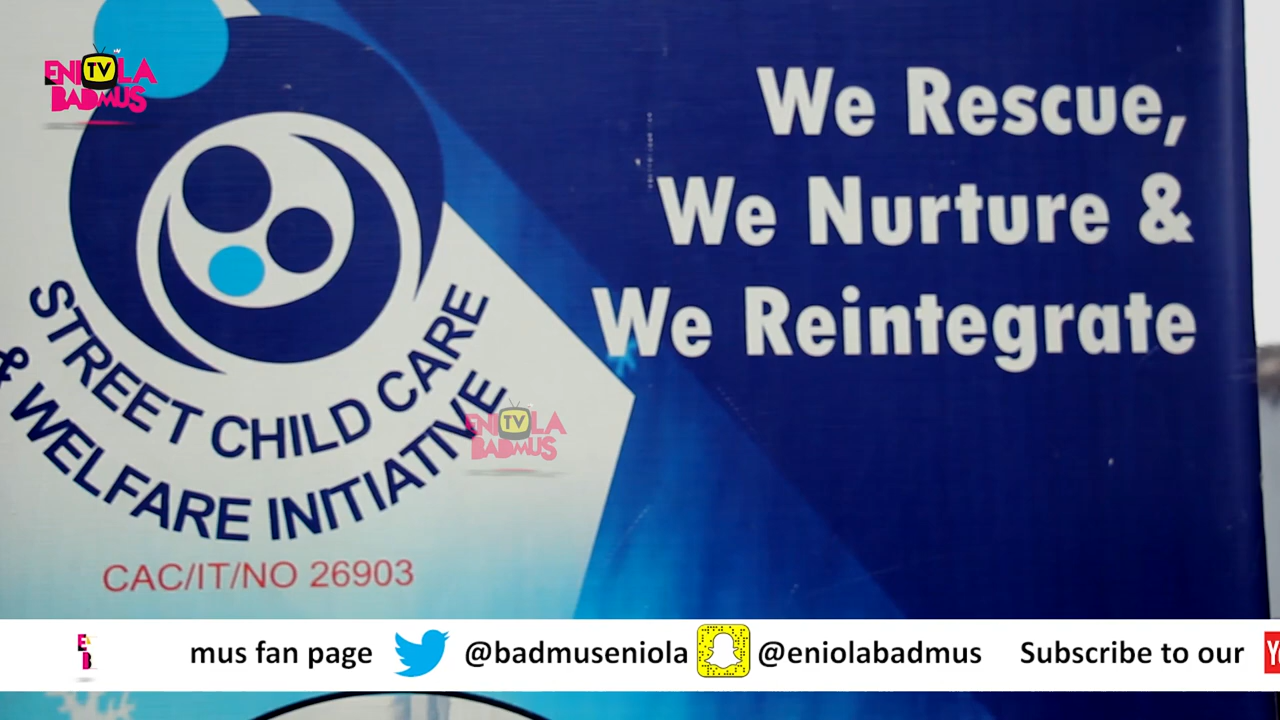 ENIOLA TV
BADMUS
We Rescue,
We Nurture &
We Reintegrate
STREET CHILD CARE
& WELFARE INITIATIVE
CAC/IT/NO 26903
ENIOLA TV
BADMUS
mus fan page @badmuseniola @eniolabadmus Subscribe to our